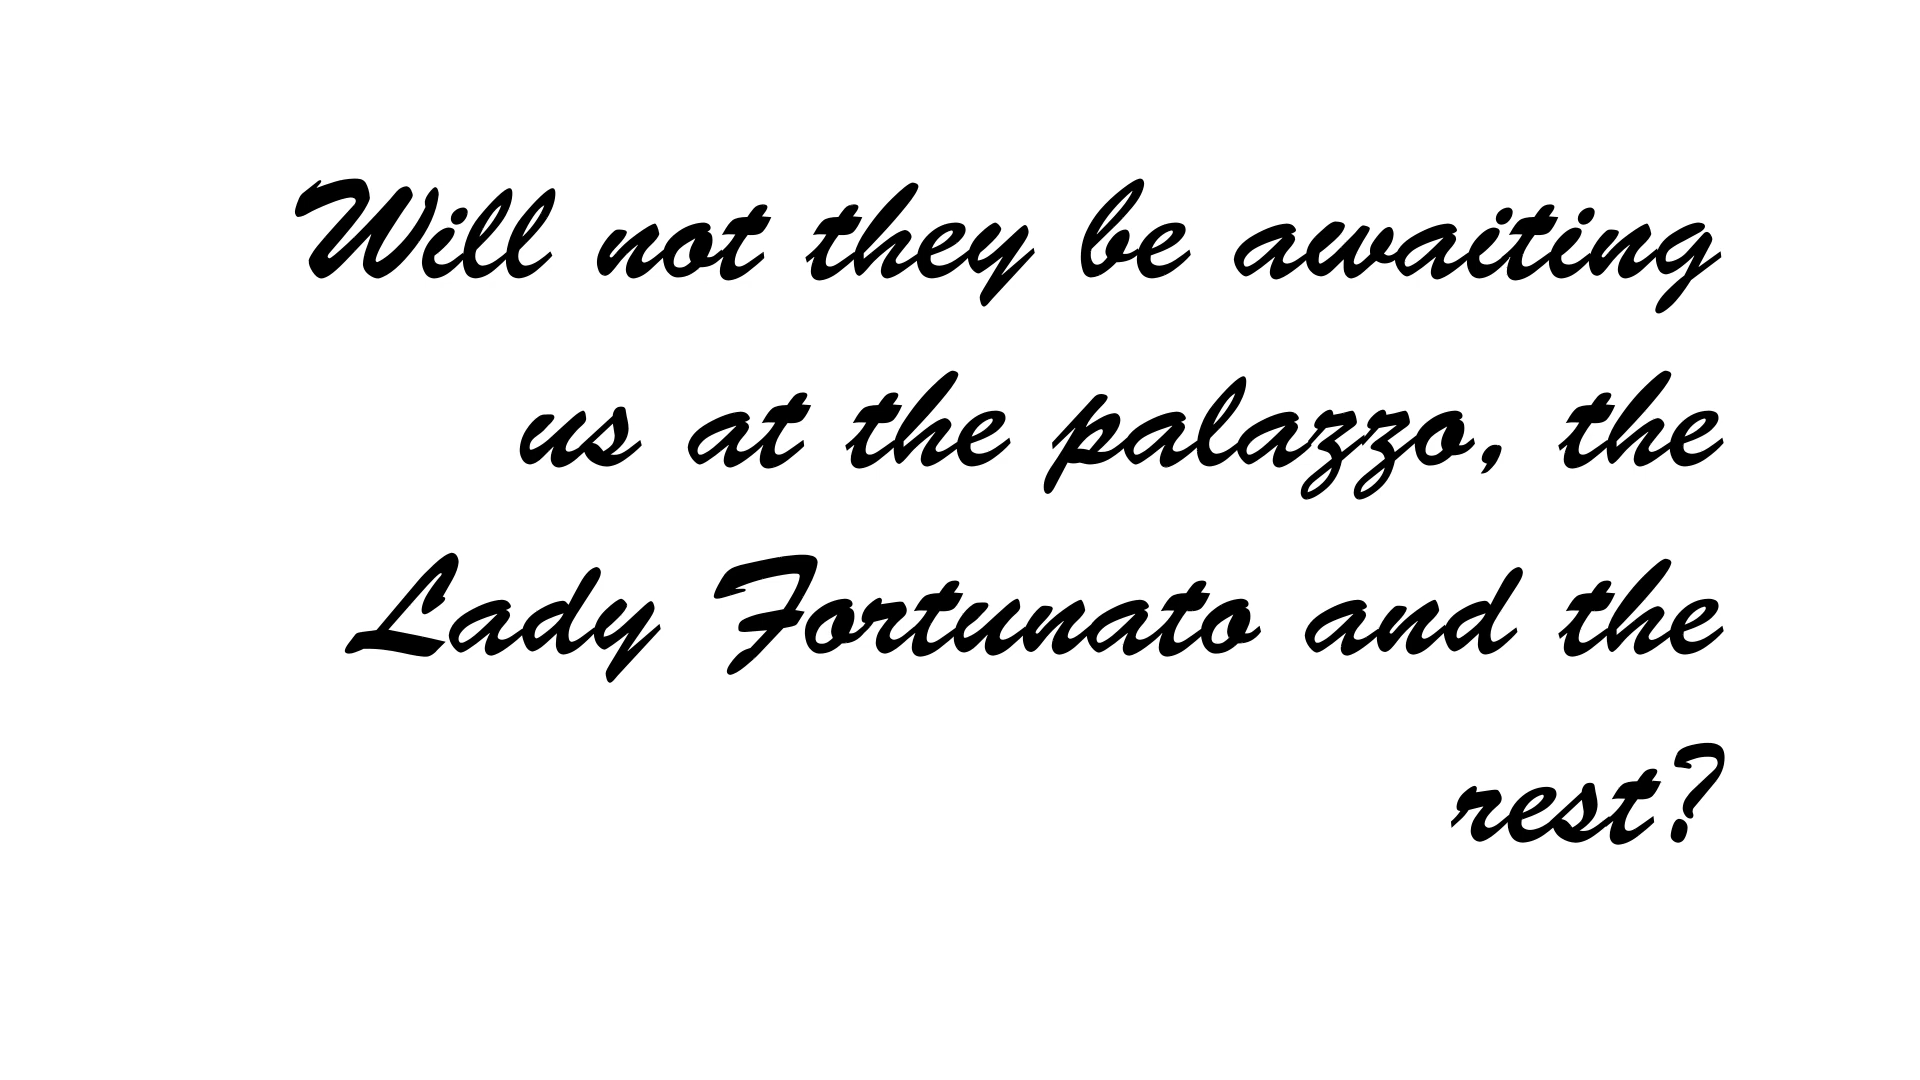 Will not they be awaiting
us at the palazzo, the
Lady Fortunato and the
rest?